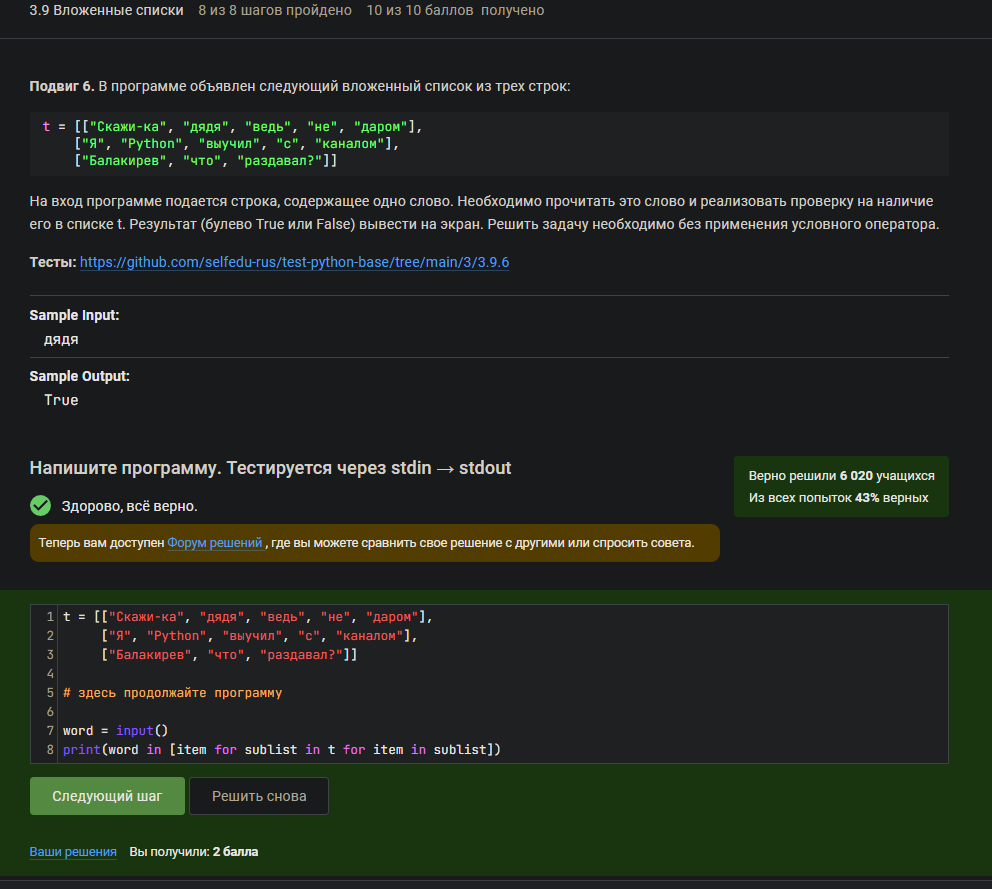 3.9 Вложенные списки 8 из 8 шагов пройдено 10 из 10 баллов получено
Подвиг 6. В программе объявлен следующий вложенный список из трех строк:
t = [["Скажи-ка", "дядя", "ведь", "не", "даром"],
["Я", "Python", "выучил", "с", "каналом"],
["Балакирев", "что", "раздавал?"]]
На вход программе подается строка, содержащее одно слово. Необходимо прочитать это слово и реализовать проверку на наличие
его в списке t. Результат (булево True или False) вывести на экран. Решить задачу необходимо без применения условного оператора.
Тесты: https://github.com/selfedu-rus/test-python-base/tree/main/3/3.9.6
Sample Input:
дядя
Sample Output:
True
Напишите программу. Тестируется через stdin → stdout
Верно решили 6 020 учащихся
Из всех попыток 43% верных
Здорово, всё верно.
Теперь вам доступен Форум решений , где вы можете сравнить свое решение с другими или спросить совета.
1 t = [["Скажи-ка", "дядя", "ведь", "не", "даром"],
2 ["Я", "Python", "выучил", "с", "каналом"],
3 ["Балакирев", "что", "раздавал?"]]
4
5 # здесь продолжайте программу
6
7 word = input()
8 print(word in [item for sublist in t for item in sublist])
Следующий шаг Решить снова
Ваши решения Вы получили: 2 балла